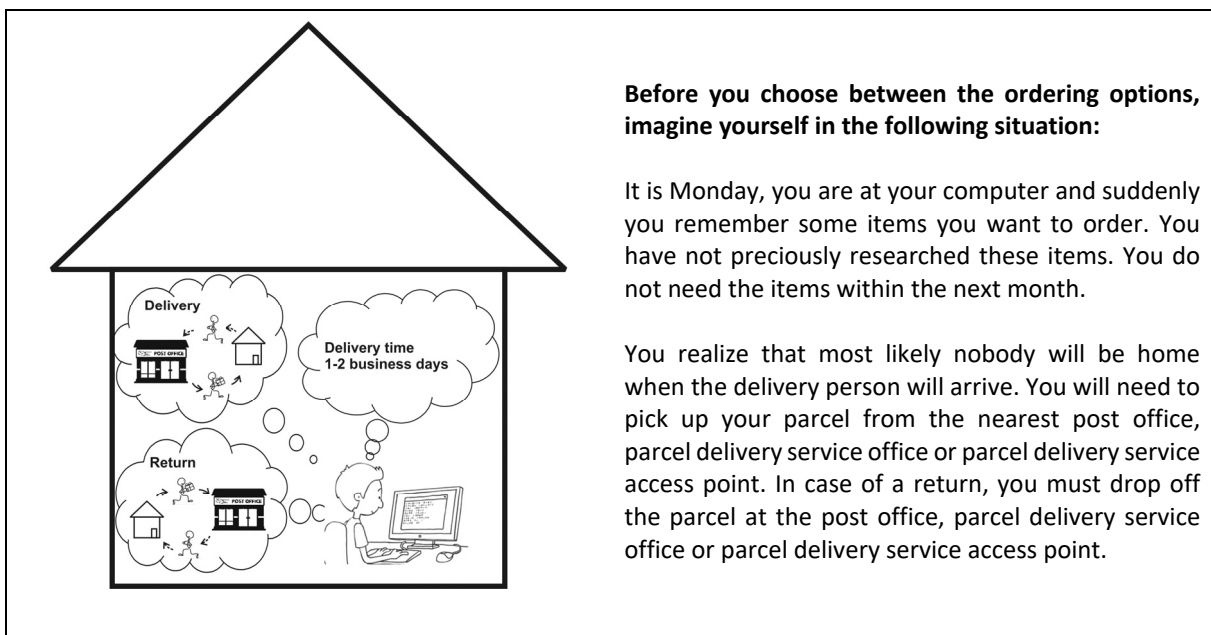 Before you choose between the ordering options,
imagine yourself in the following situation:
It is Monday, you are at your computer and suddenly
you remember some items you want to order. You
have not preciously researched these items. You do
not need the items within the next month.
You realize that most likely nobody will be home
when the delivery person will arrive. You will need to
pick up your parcel from the nearest post office,
parcel delivery service office or parcel delivery service
access point. In case of a return, you must drop off
the parcel at the post office, parcel delivery service
office or parcel delivery service access point.
Delivery
POST OFFICE
Delivery time
1-2 business days
Return
POST OFFICE